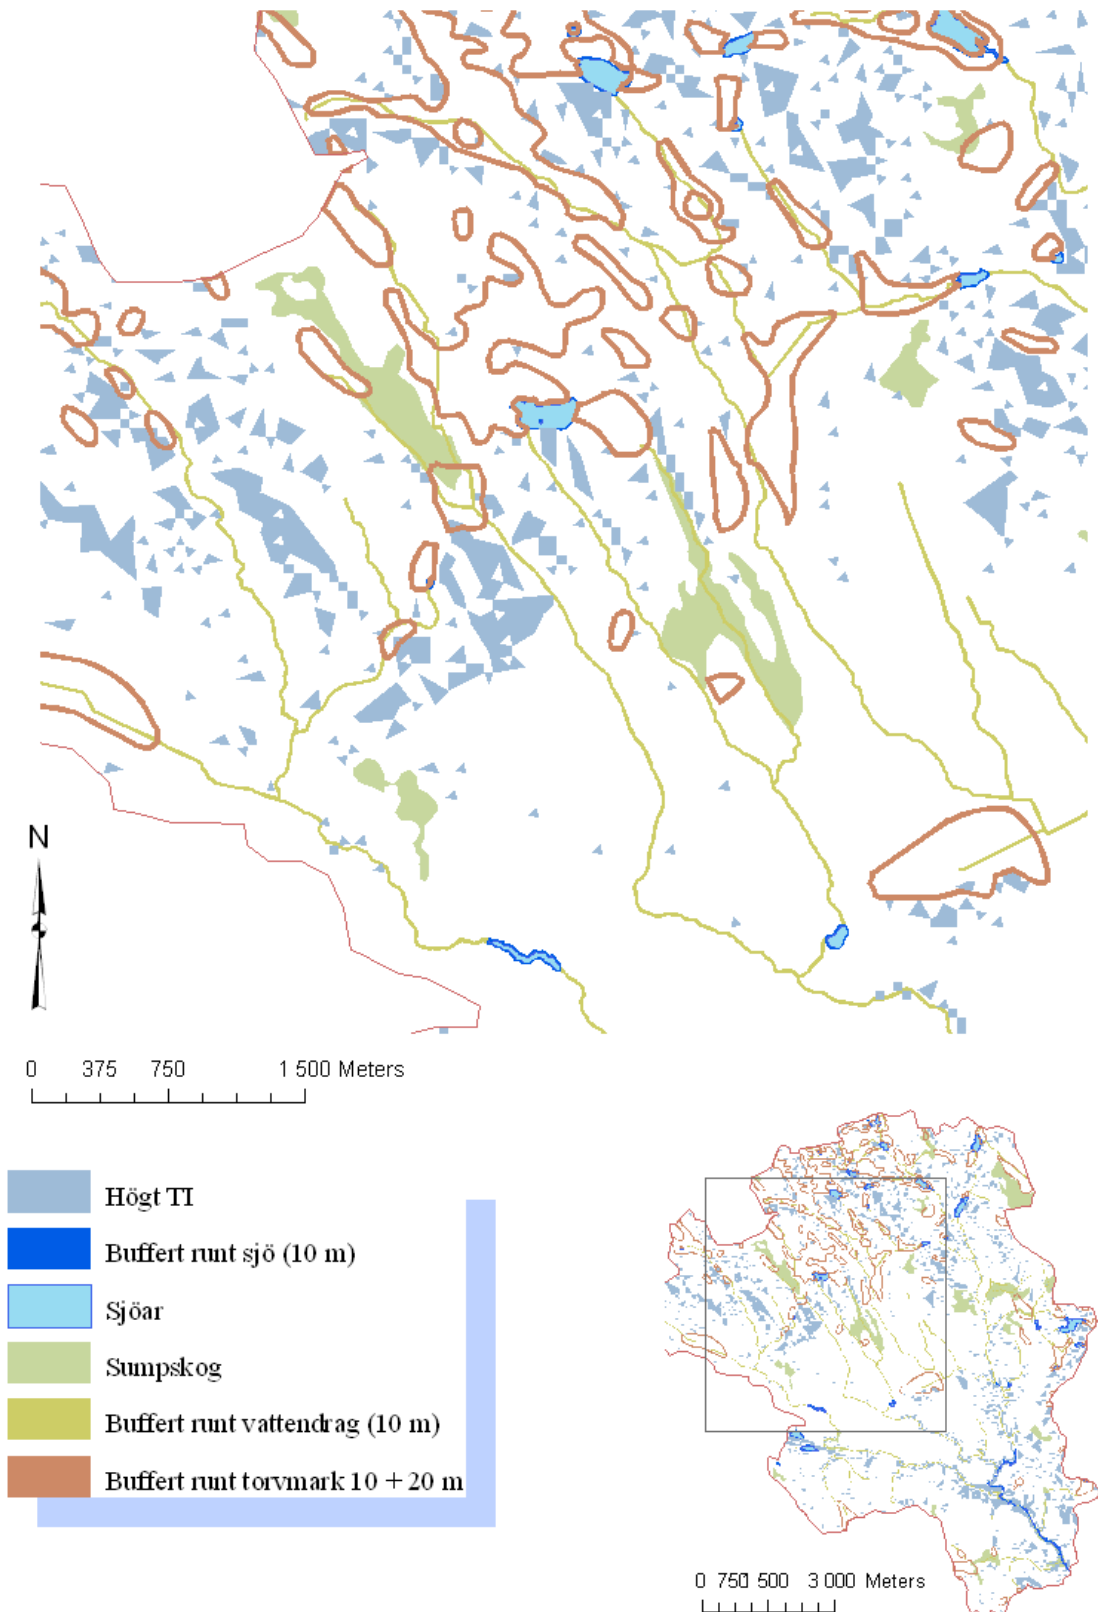 N
0 375 750 1 500 Meters
Högt TI
Buffert runt sjö (10 m)
Sjöar
Sumpskog
Buffert runt vattendrag (10 m)
Buffert runt torvmark 10 + 20 m
0 750 1 500 3 000 Meters